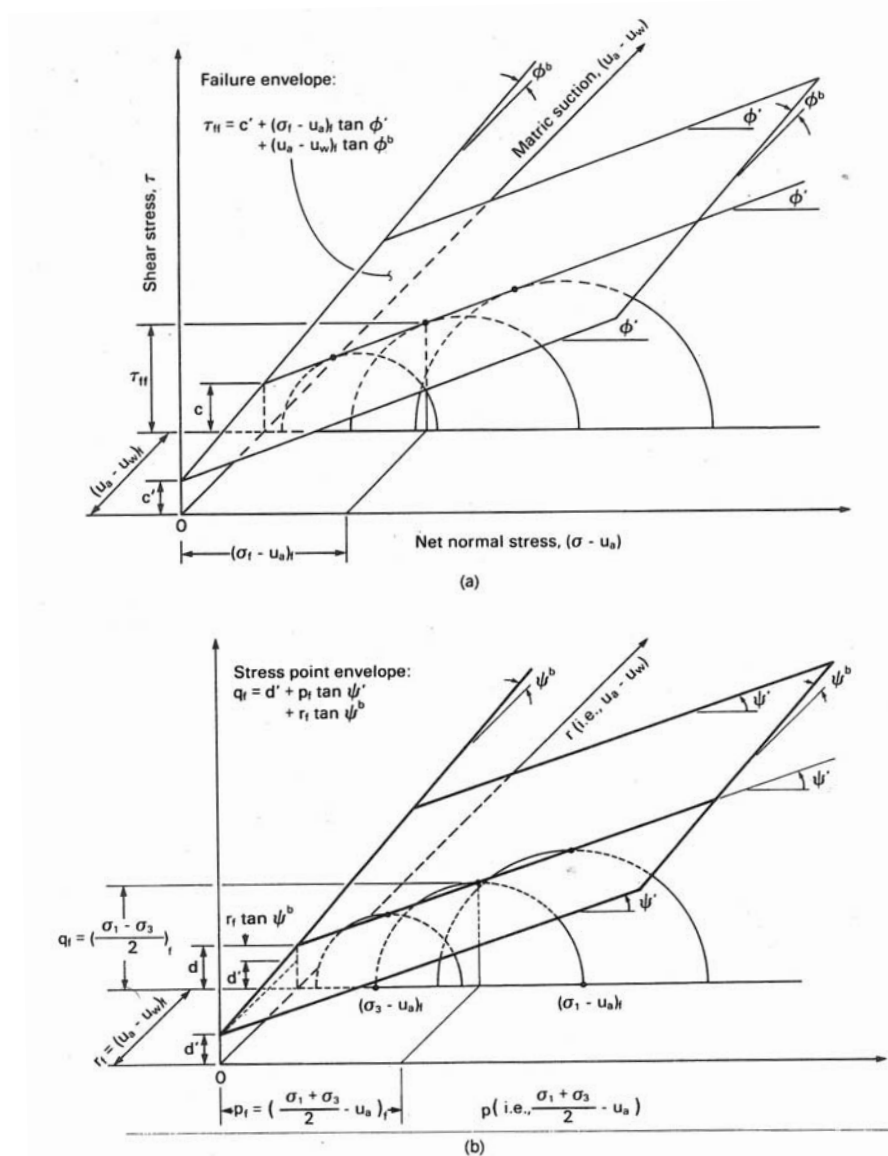 Failure envelope:
τff = c' + (σf - ua)f tan ϕ'
+ (ua - uw)f tan ϕb
Shear stress, τ
Matric suction, (ua - uw)
ϕb
ϕb
ϕ'
ϕ'
ϕ'
τff
c
(ua - uw)f
c'
0
(σf - ua)f
Net normal stress, (σ - ua)
(a)
Stress point envelope:
qf = d' + pf tan ψ'
+ rf tan ψb
r (i.e., ua - uw)
ψb
ψb
ψ'
ψ'
ψ'
rf tan ψb
qf = (σ1 - σ3 / 2)f
d
d'
(σ3 - ua)f
(σ1 - ua)f
rf = (ua - uw)f
d'
0
pf = (σ1 + σ3 / 2 - ua)f
p( i.e., σ1 + σ3 / 2 - ua )
(b)